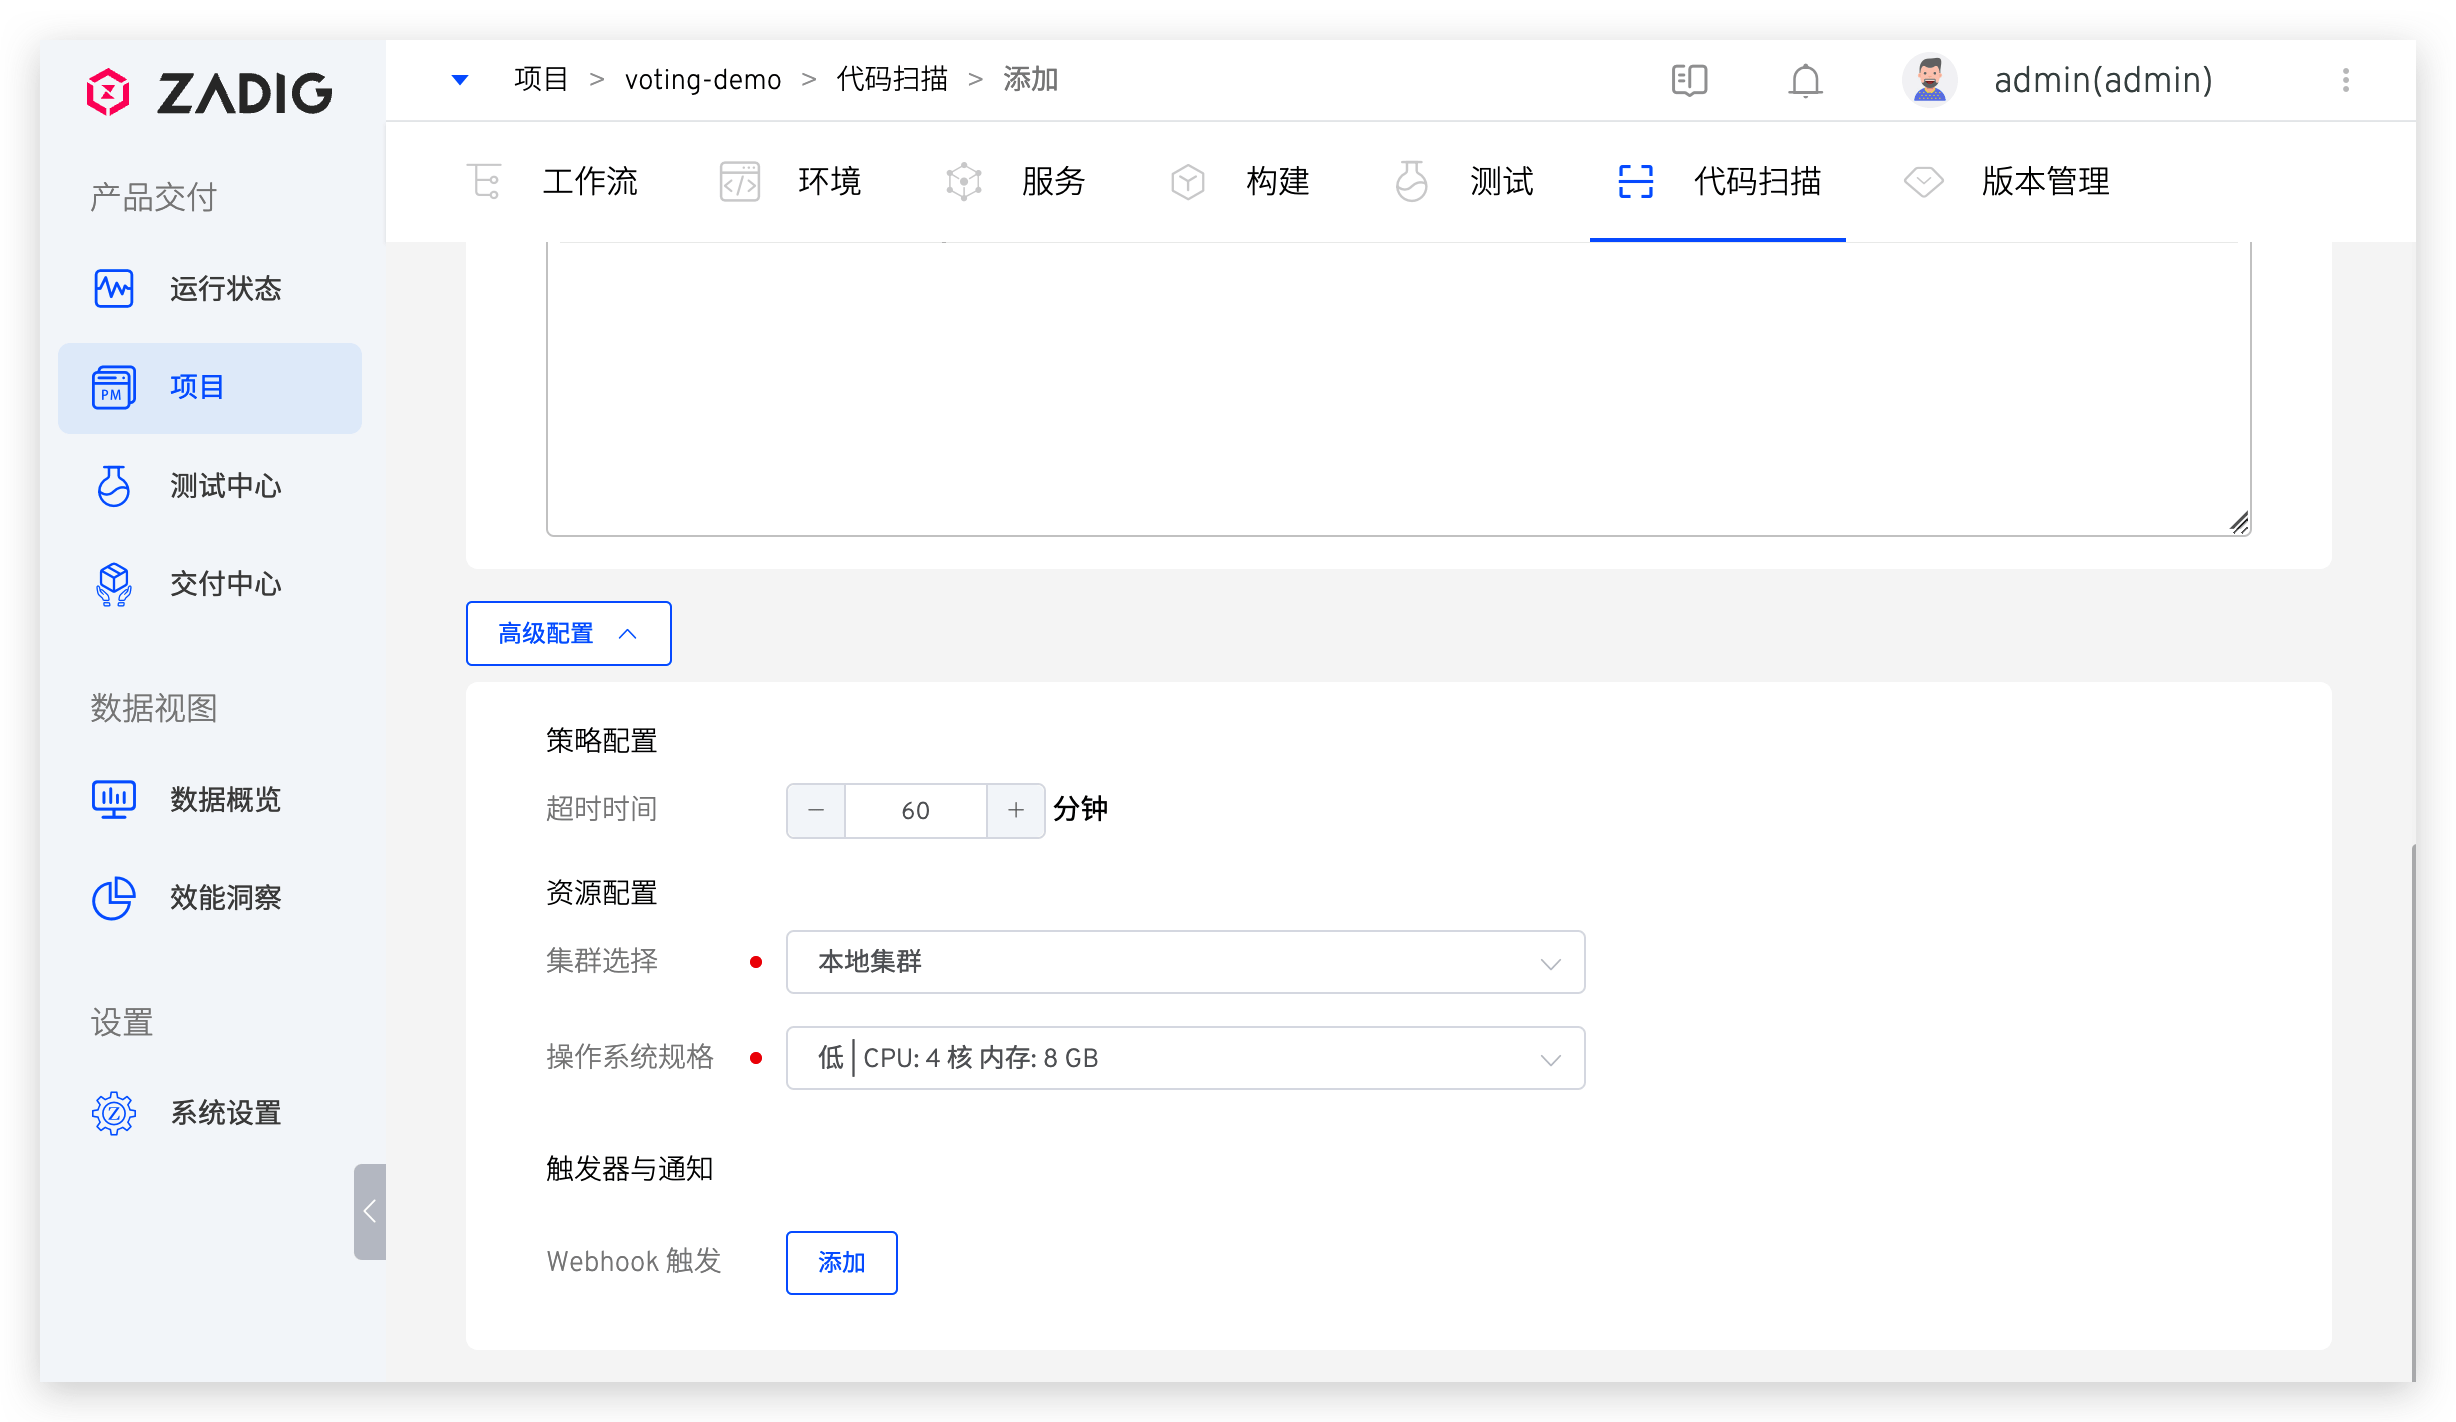 ZADIG
项目 > voting-demo > 代码扫描 > 添加
admin(admin)
工作流 环境 服务 构建 测试 代码扫描 版本管理
产品交付
运行状态
PM 项目
测试中心
交付中心
数据视图
数据概览
效能洞察
设置
系统设置
高级配置
策略配置
超时时间 − 60 + 分钟
资源配置
集群选择 本地集群
操作系统规格 低 | CPU: 4 核 内存: 8 GB
触发器与通知
Webhook 触发 添加